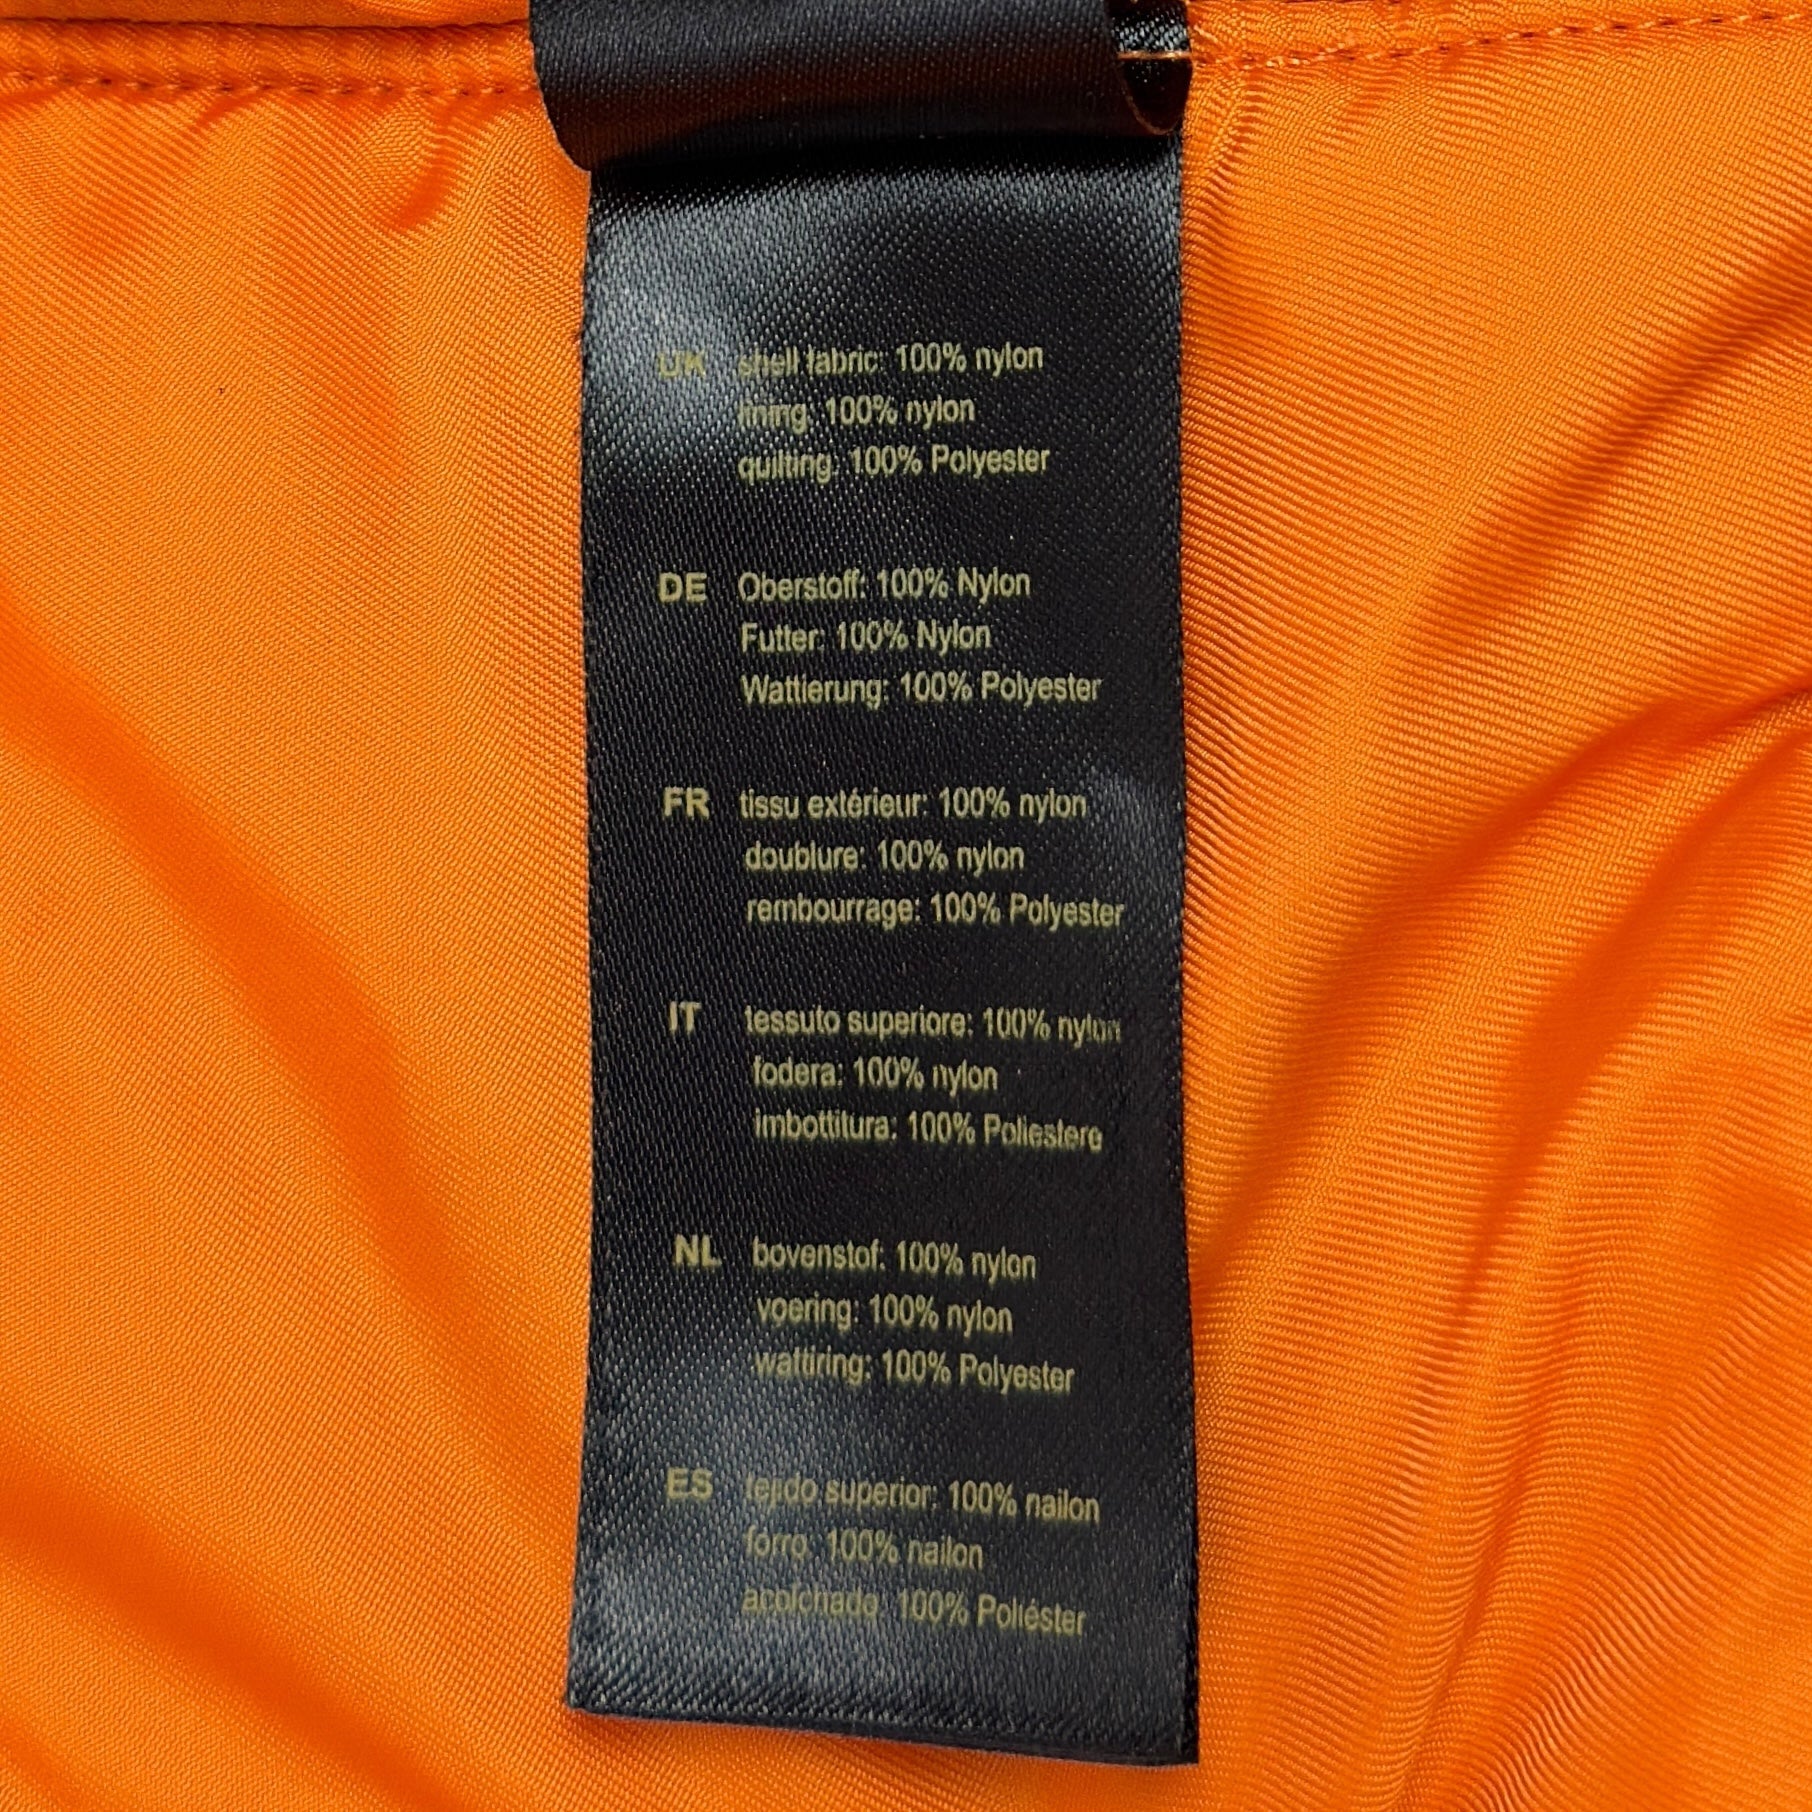 UK shell fabric: 100% nylon
lining: 100% nylon
quilting: 100% Polyester
DE Oberstoff: 100% Nylon
Futter: 100% Nylon
Wattierung: 100% Polyester
FR tissu extérieur: 100% nylon
doublure: 100% nylon
rembourrage: 100% Polyester
IT tessuto superiore: 100% nylon
fodera: 100% nylon
imbottitura: 100% Poliestere
NL bovenstof: 100% nylon
voering: 100% nylon
wattiring: 100% Polyester
ES tejido superior: 100% nailon
forro: 100% nailon
acolchado: 100% Poliéster